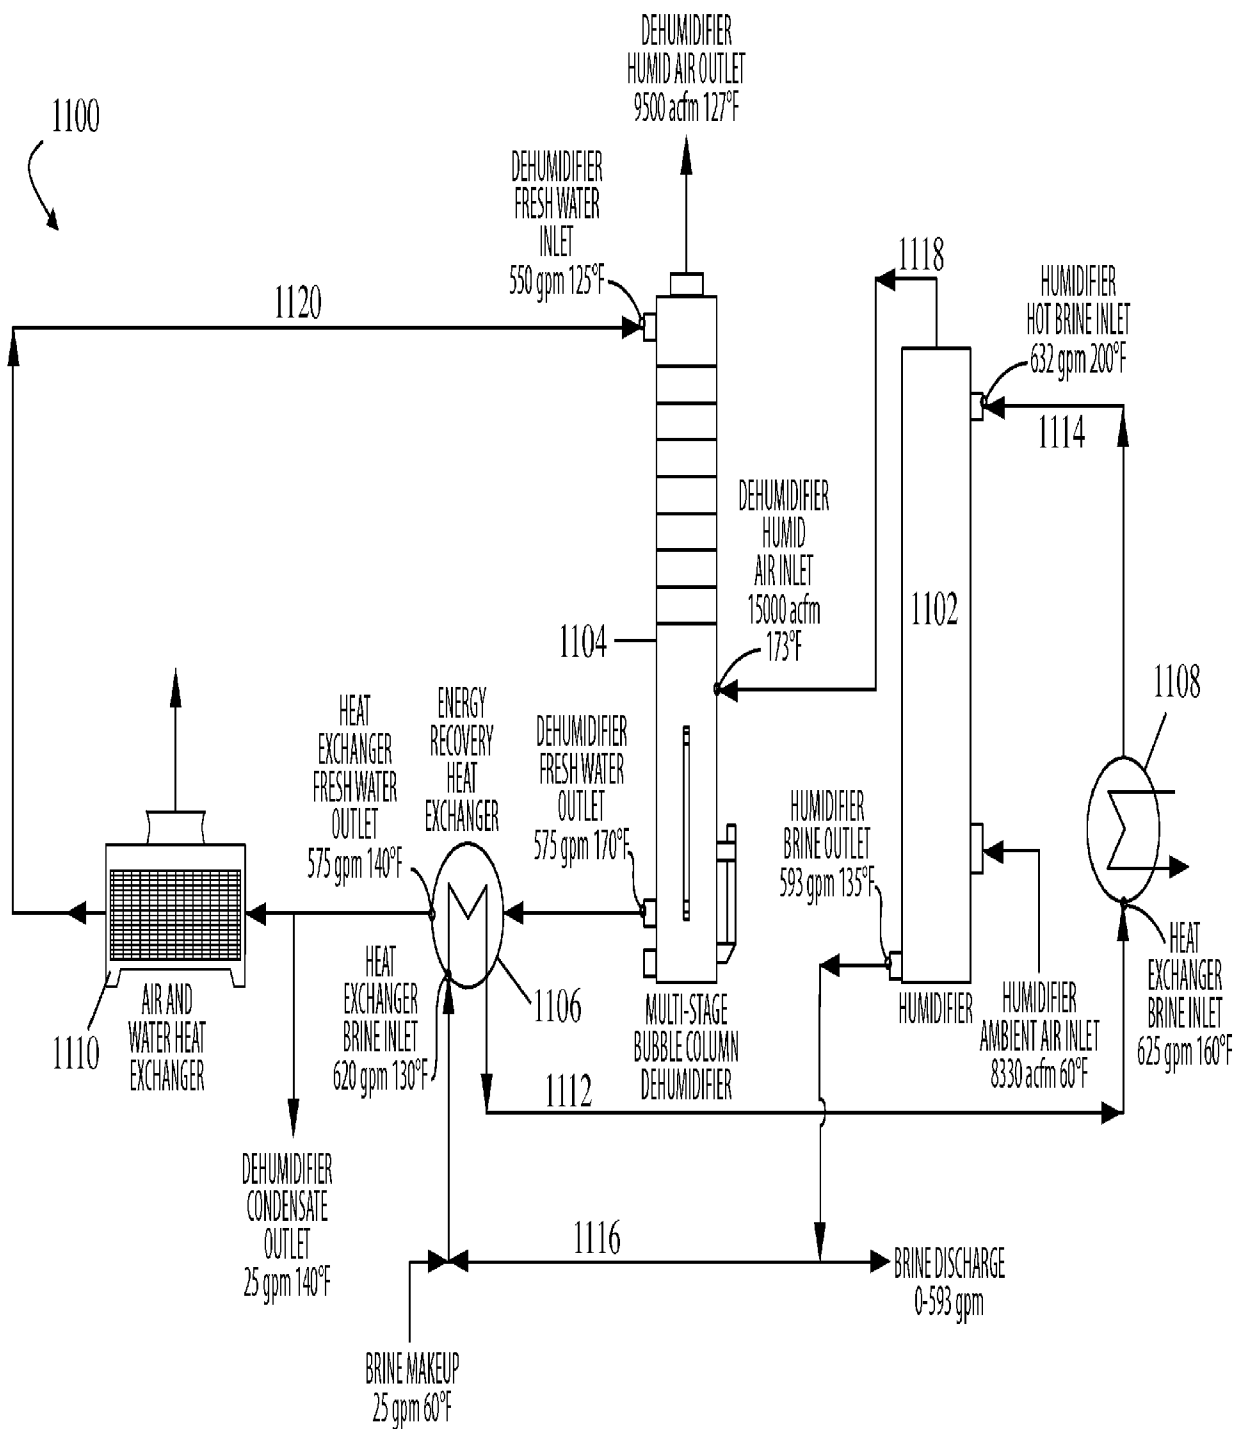 DEHUMIDIFIER
HUMID AIR OUTLET
9500 acfm 127°F
1100
DEHUMIDIFIER
FRESH WATER
INLET
550 gpm 125°F
1118
HUMIDIFIER
HOT BRINE INLET
632 gpm 200°F
1120
1114
DEHUMIDIFIER
HUMID
AIR INLET
15000 acfm
173°F
1102
1104
1108
HEAT
EXCHANGER
FRESH WATER
OUTLET
575 gpm 140°F
ENERGY
RECOVERY
HEAT
EXCHANGER
DEHUMIDIFIER
FRESH WATER
OUTLET
575 gpm 170°F
HUMIDIFIER
BRINE OUTLET
593 gpm 135°F
HEAT
EXCHANGER
BRINE INLET
620 gpm 130°F
1106
HEAT
EXCHANGER
BRINE INLET
625 gpm 160°F
1110
AIR AND
WATER HEAT
EXCHANGER
MULTI-STAGE
BUBBLE COLUMN
DEHUMIDIFIER
HUMIDIFIER
HUMIDIFIER
AMBIENT AIR INLET
8330 acfm 60°F
1112
DEHUMIDIFIER
CONDENSATE
OUTLET
25 gpm 140°F
1116
BRINE DISCHARGE
0-593 gpm
BRINE MAKEUP
25 gpm 60°F